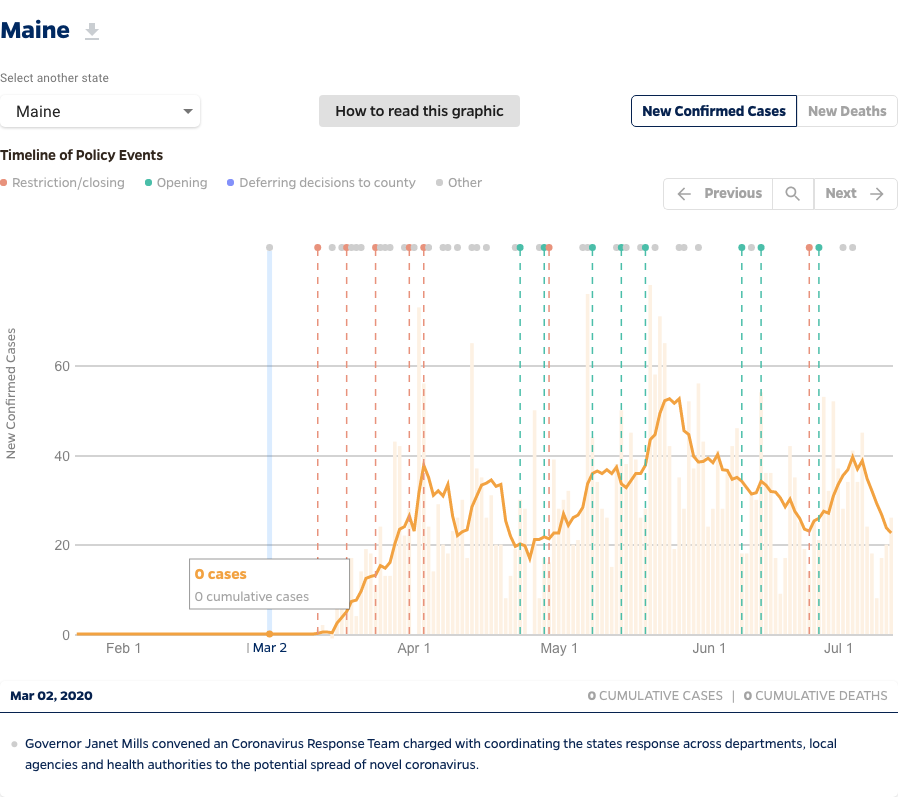 Maine
Select another state
Maine
How to read this graphic
New Confirmed Cases
New Deaths
Timeline of Policy Events
Restriction/closing
Opening
Deferring decisions to county
Other
Previous
Next
New Confirmed Cases
60
40
20
0
0 cases
0 cumulative cases
Feb 1
Mar 2
Apr 1
May 1
Jun 1
Jul 1
Mar 02, 2020
0 CUMULATIVE CASES | 0 CUMULATIVE DEATHS
Governor Janet Mills convened an Coronavirus Response Team charged with coordinating the states response across departments, local
agencies and health authorities to the potential spread of novel coronavirus.